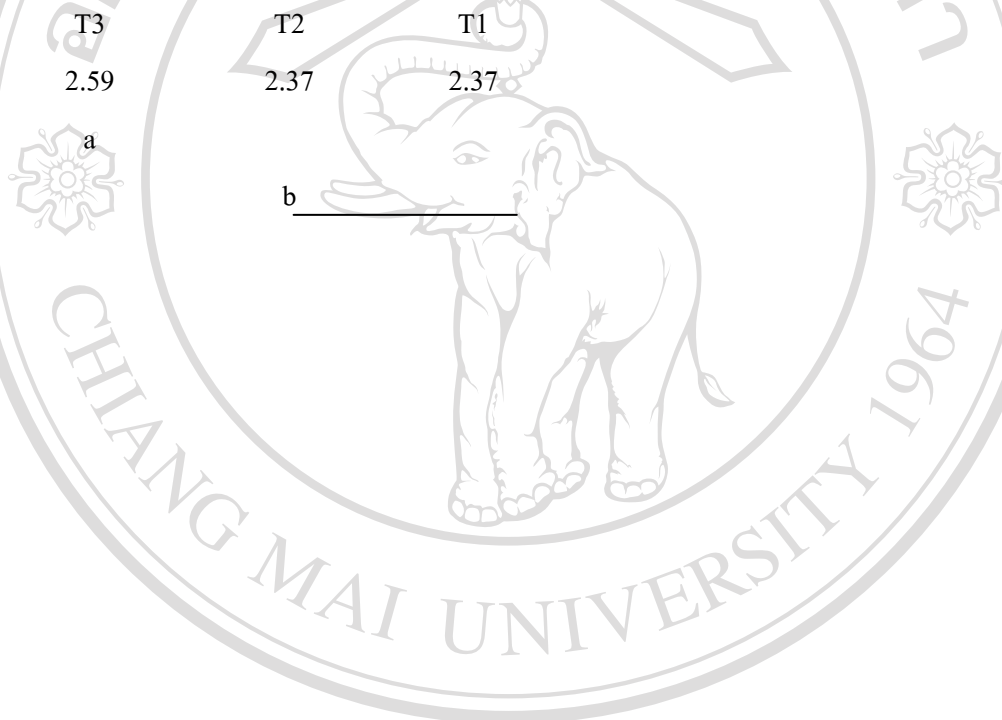 T3 T2 T1
2.59 2.37 2.37
a
b
CHIANG MAI UNIVERSITY 1964